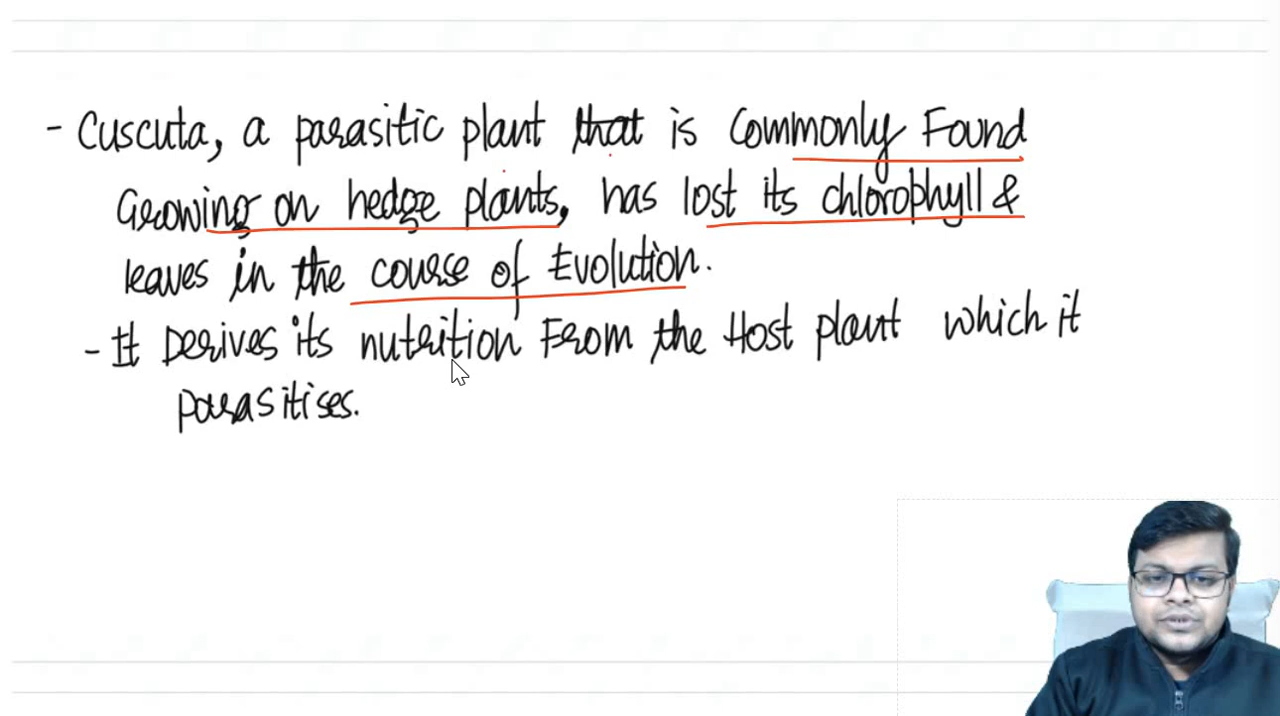 - Cuscuta, a parasitic plant that is Commonly Found
Growing on hedge plants, has lost its chlorophyll &
leaves in the course of Evolution.
- It Derives its nutrition From the Host plant which it
parasitises.